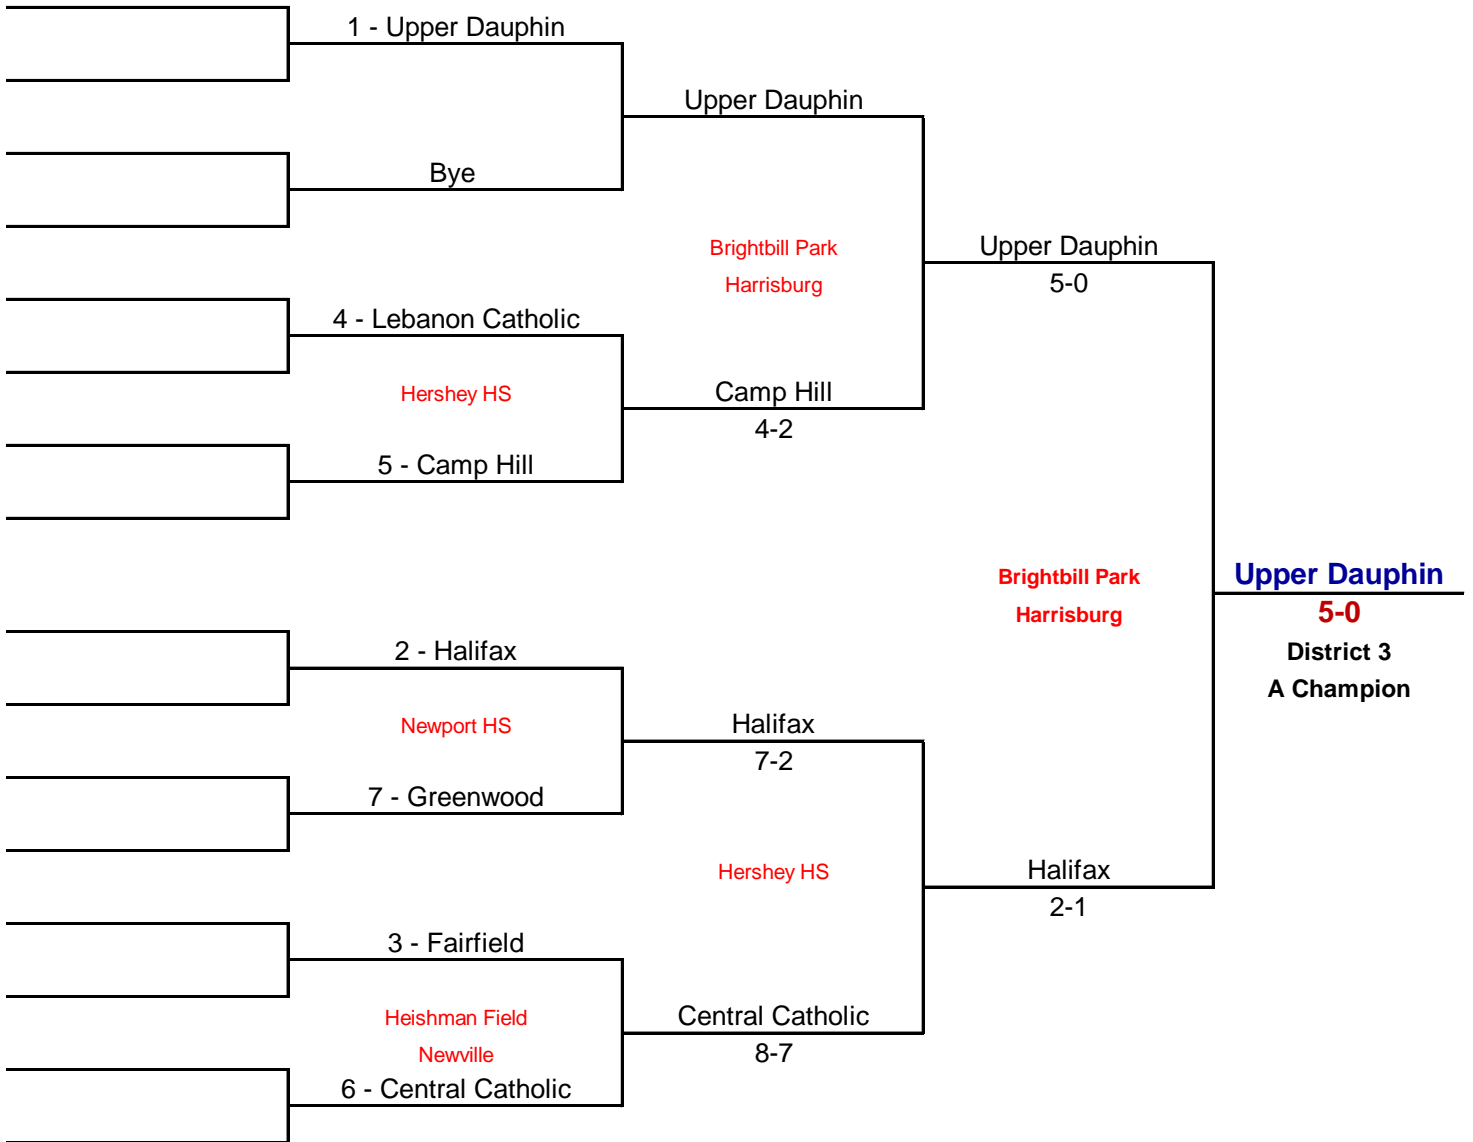 1 - Upper Dauphin
Upper Dauphin
Bye
Brightbill Park
Harrisburg
Upper Dauphin
5-0
4 - Lebanon Catholic
Hershey HS
Camp Hill
4-2
5 - Camp Hill
Brightbill Park
Harrisburg
Upper Dauphin
5-0
District 3
A Champion
2 - Halifax
Newport HS
Halifax
7-2
7 - Greenwood
Hershey HS
Halifax
2-1
3 - Fairfield
Heishman Field
Newville
Central Catholic
8-7
6 - Central Catholic